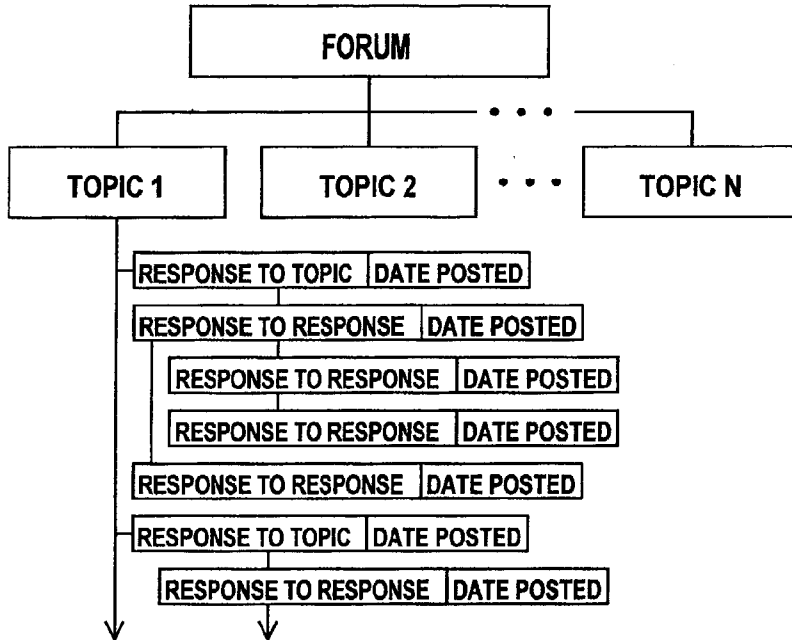 FORUM
• • •
TOPIC 1 TOPIC 2 • • • TOPIC N
RESPONSE TO TOPIC DATE POSTED
RESPONSE TO RESPONSE DATE POSTED
RESPONSE TO RESPONSE DATE POSTED
RESPONSE TO RESPONSE DATE POSTED
RESPONSE TO RESPONSE DATE POSTED
RESPONSE TO TOPIC DATE POSTED
RESPONSE TO RESPONSE DATE POSTED